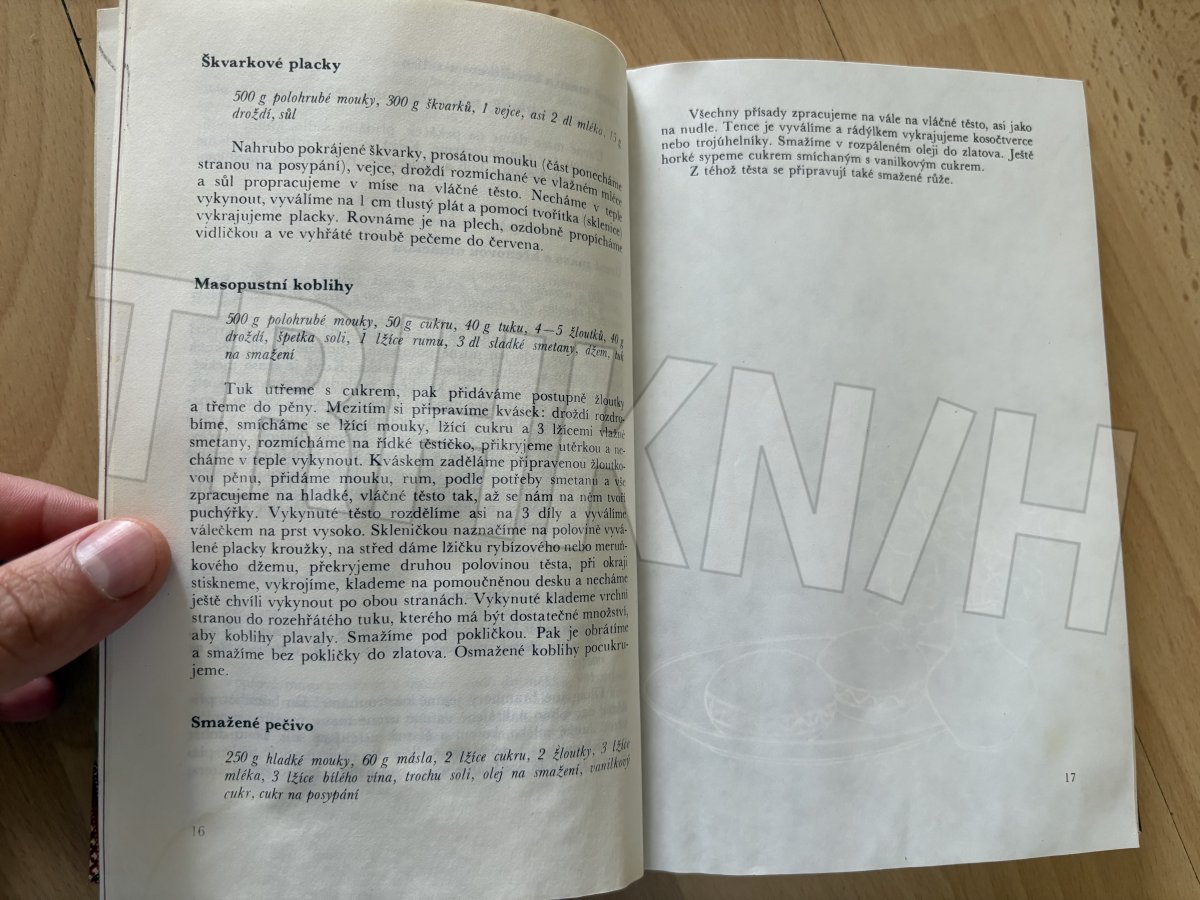 Škvarkové placky
500 g polohrubé mouky, 300 g škvarků, 1 vejce, asi 2 dl mléka, 15 g
droždí, sůl
Nahrubo pokrájené škvarky, prosátou mouku (část ponecháme
stranou na posypání), vejce, droždí rozmíchané ve vlažném mléce
a sůl propracujeme v míse na vláčné těsto. Necháme v teple
vykynout, vyválíme na 1 cm tlustý plát a pomocí tvořítka (sklenice)
vykrajujeme placky. Rovnáme je na plech, ozdobně propícháme
vidličkou a ve vyhřáté troubě pečeme do červena.
Masopustní koblihy
500 g polohrubé mouky, 50 g cukru, 40 g tuku, 4—5 žloutků, 40 g
droždí, špetka soli, 1 lžíce rumu, 3 dl sladké smetany, džem, tuk
na smažení
Tuk utřeme s cukrem, pak přidáváme postupně žloutky
a třeme do pěny. Mezitím si připravíme kvásek: droždí rozdro-
bíme, smícháme se lžící mouky, lžící cukru a 3 lžícemi vlažné
smetany, rozmícháme na řídké těstíčko, přikryjeme utěrkou a ne-
cháme v teple vykynout. Kváskem zaděláme připravenou žloutko-
vou pěnu, přidáme mouku, rum, podle potřeby smetanu a vše
zpracujeme na hladké, vláčné těsto tak, až se nám na něm tvoří
puchýřky. Vykynuté těsto rozdělíme asi na 3 díly a vyválíme
válečkem na prst vysoko. Skleničkou naznačíme na polovině vyvá-
lené placky kroužky, na střed dáme lžičku rybízového nebo meruň-
kového džemu, překryjeme druhou polovinou těsta, při okraji
stiskneme, vykrojíme, klademe na pomoučněnou desku a necháme
ještě chvíli vykynout po obou stranách. Vykynuté klademe vrchní
stranou do rozehřátého tuku, kterého má být dostatečné množství,
aby koblihy plavaly. Smažíme pod pokličkou. Pak je obrátíme
a smažíme bez pokličky do zlatova. Osmažené koblihy pocukru-
jeme.
Smažené pečivo
250 g hladké mouky, 60 g másla, 2 lžíce cukru, 2 žloutky, 3 lžíce
mléka, 3 lžíce bílého vína, trochu soli, olej na smažení, vanilkový
cukr, cukr na posypání
16
Všechny přísady zpracujeme na vále na vláčné těsto, asi jako
na nudle. Tence je vyválíme a rádýlkem vykrajujeme kosočtverce
nebo trojúhelníky. Smažíme v rozpáleném oleji do zlatova. Ještě
horké sypeme cukrem smíchaným s vanilkovým cukrem.
Z téhož těsta se připravují také smažené růže.
17